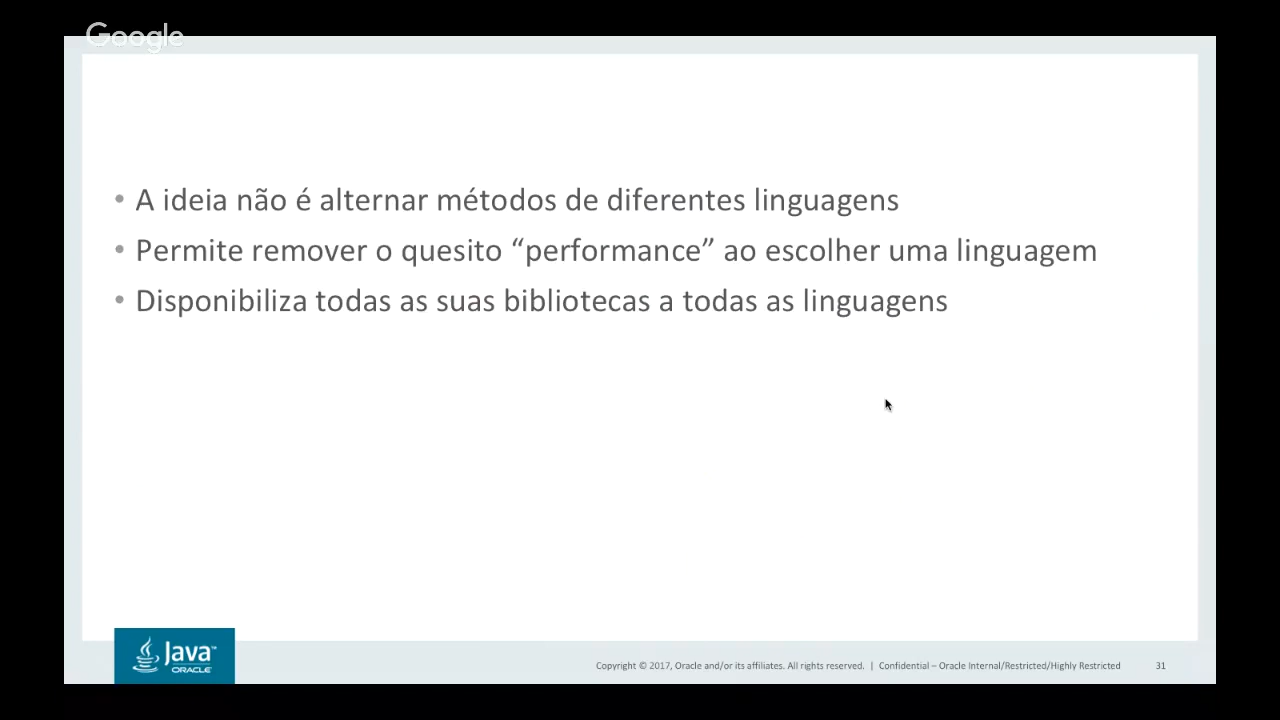 Google
• A ideia não é alternar métodos de diferentes linguagens
• Permite remover o quesito “performance” ao escolher uma linguagem
• Disponibiliza todas as suas bibliotecas a todas as linguagens
Java™
ORACLE
Copyright © 2017, Oracle and/or its affiliates. All rights reserved. | Confidential – Oracle Internal/Restricted/Highly Restricted 31